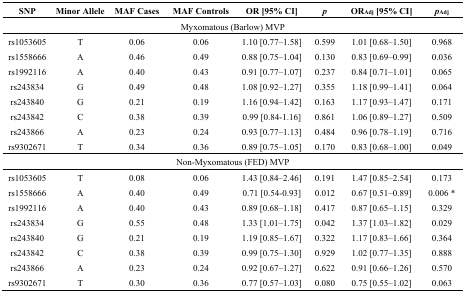 SNP Minor Allele MAF Cases MAF Controls OR [95% CI] p ORAdj [95% CI] pAdj
Myxomatous (Barlow) MVP
rs1053605 T 0.06 0.06 1.10 [0.77–1.58] 0.599 1.01 [0.68–1.50] 0.968
rs1558666 A 0.46 0.49 0.88 [0.75–1.04] 0.130 0.83 [0.69–0.99] 0.036
rs1992116 A 0.40 0.43 0.91 [0.77–1.07] 0.237 0.84 [0.71–1.01] 0.065
rs243834 G 0.49 0.48 1.08 [0.92–1.27] 0.355 1.18 [0.99–1.41] 0.064
rs243840 G 0.21 0.19 1.16 [0.94–1.42] 0.163 1.17 [0.93–1.47] 0.171
rs243842 C 0.38 0.39 0.99 [0.84-1.16] 0.861 1.06 [0.89–1.27] 0.509
rs243866 A 0.23 0.24 0.93 [0.77–1.13] 0.484 0.96 [0.78–1.19] 0.716
rs9302671 T 0.34 0.36 0.89 [0.75–1.05] 0.170 0.83 [0.68–1.00] 0.049
Non-Myxomatous (FED) MVP
rs1053605 T 0.08 0.06 1.43 [0.84–2.46] 0.191 1.47 [0.85–2.54] 0.173
rs1558666 A 0.40 0.49 0.71 [0.54-0.93] 0.012 0.67 [0.51–0.89] 0.006 *
rs1992116 A 0.40 0.43 0.89 [0.68–1.18] 0.417 0.87 [0.65–1.15] 0.329
rs243834 G 0.55 0.48 1.33 [1.01–1.75] 0.042 1.37 [1.03–1.82] 0.029
rs243840 G 0.21 0.19 1.19 [0.85–1.67] 0.322 1.17 [0.83–1.66] 0.364
rs243842 C 0.38 0.39 0.99 [0.75–1.30] 0.929 1.02 [0.77–1.35] 0.888
rs243866 A 0.23 0.24 0.92 [0.67–1.27] 0.622 0.91 [0.66–1.26] 0.570
rs9302671 T 0.30 0.36 0.77 [0.57–1.03] 0.080 0.75 [0.55–1.02] 0.063